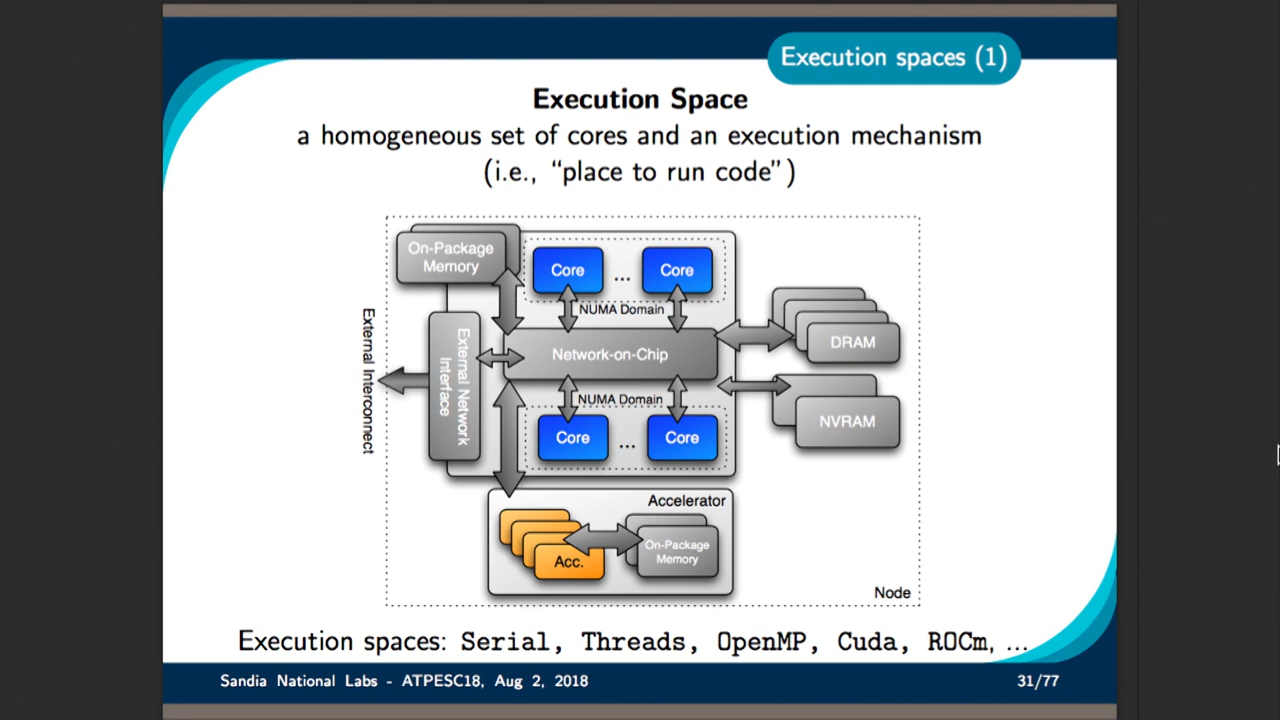 Execution spaces (1)
Execution Space
a homogeneous set of cores and an execution mechanism
(i.e., “place to run code”)
On-Package
Memory
Core
...
Core
NUMA Domain
External Interconnect
External Network
Interface
Network-on-Chip
DRAM
NUMA Domain
NVRAM
Core
...
Core
Accelerator
Acc.
On-Package
Memory
Node
Execution spaces: Serial, Threads, OpenMP, Cuda, ROCm, ...
Sandia National Labs - ATPESC18, Aug 2, 2018
31/77